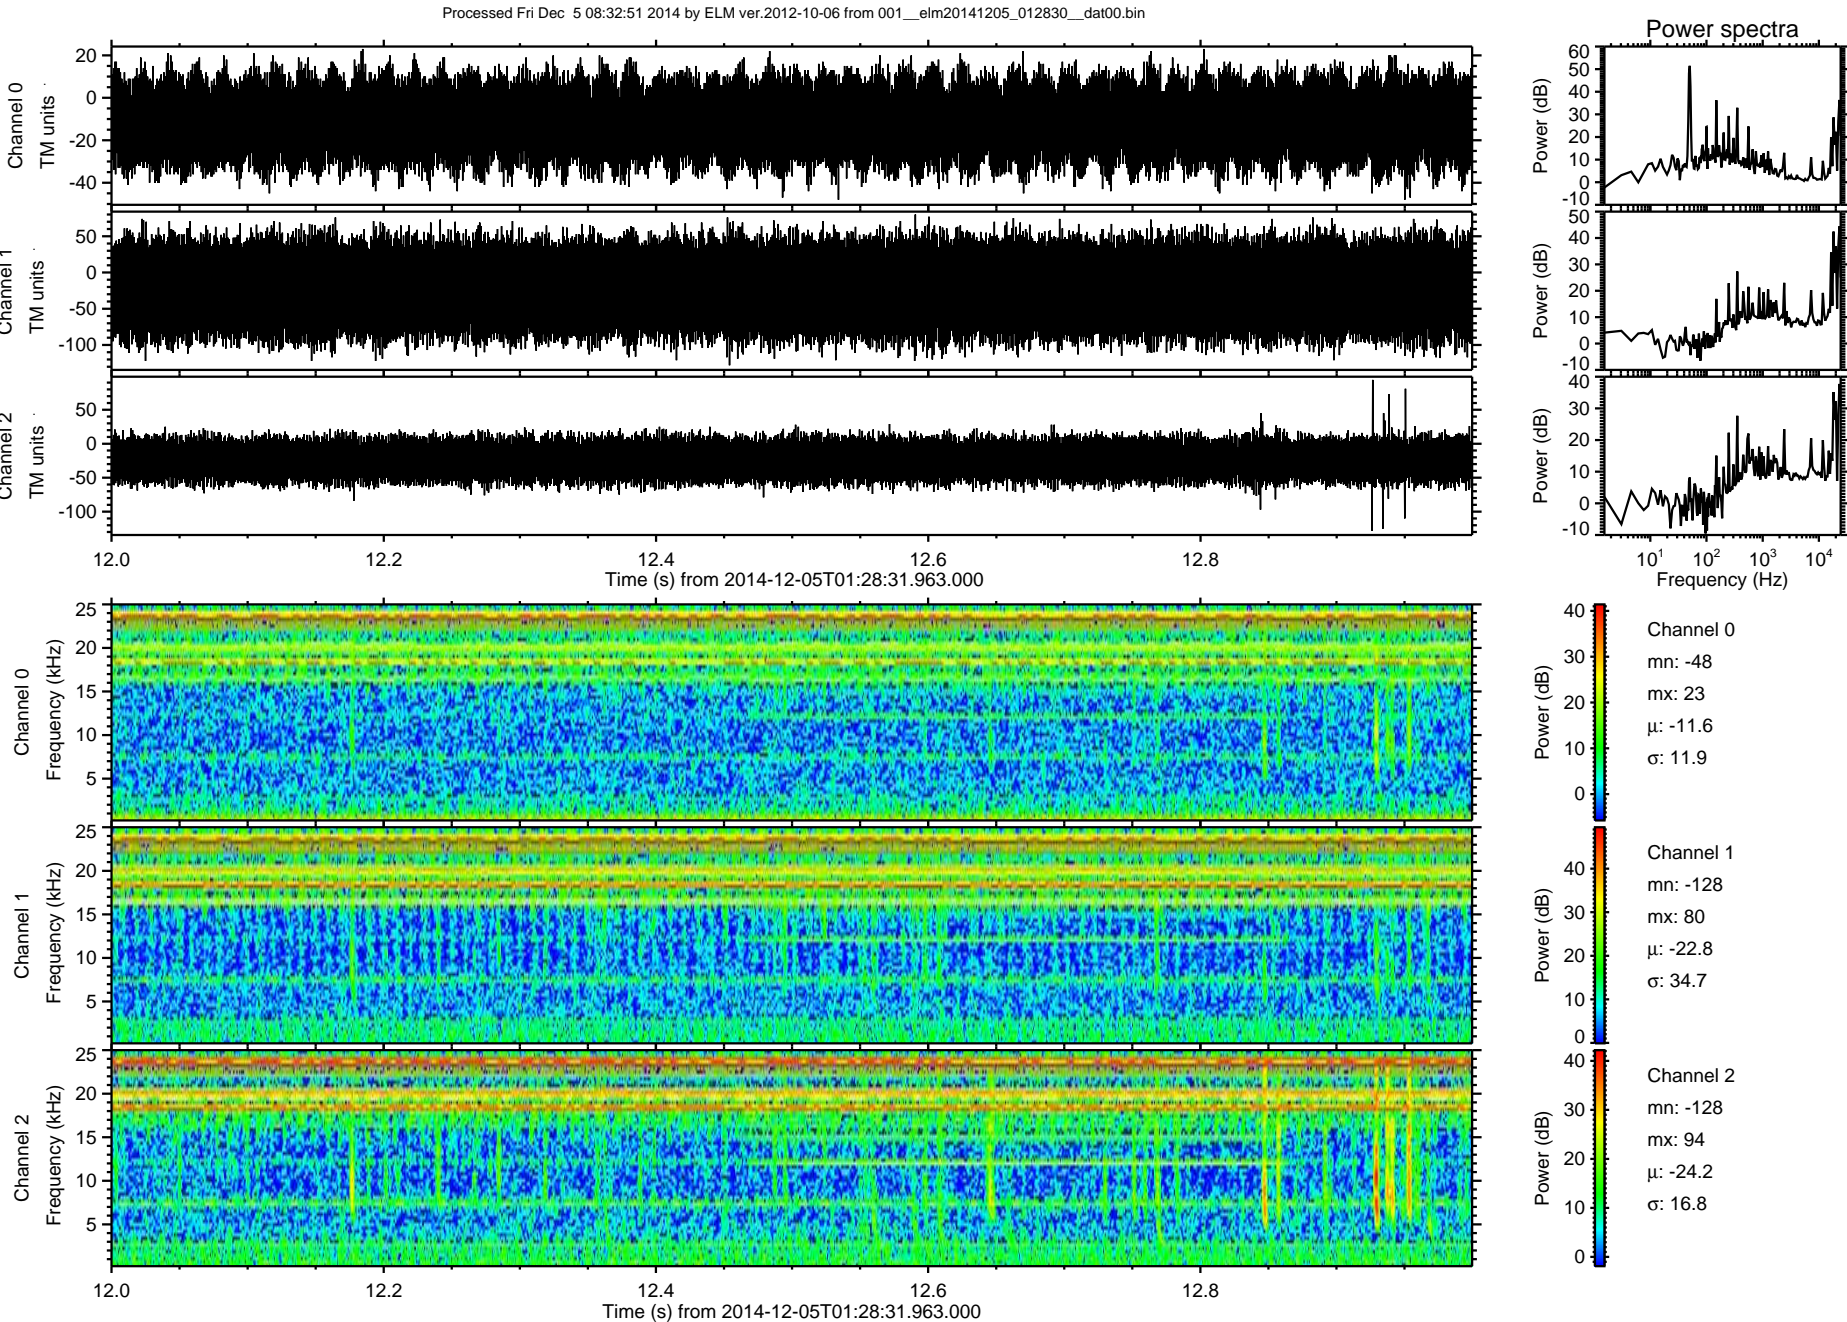 Processed Fri Dec  5 08:32:51 2014 by ELM ver.2012-10-06 from 001__elm20141205_012830__dat00.bin
Power spectra
Channel 0
TM units
20
0
-20
-40
Power (dB)
60
50
40
30
20
10
0
-10
Channel 1
TM units
50
0
-50
-100
Power (dB)
50
40
30
20
10
0
-10
Channel 2
TM units
50
0
-50
-100
Power (dB)
40
30
20
10
0
-10
12.0 12.2 12.4 12.6 12.8
Time (s) from 2014-12-05T01:28:31.963.000
10¹ 10² 10³ 10⁴
Frequency (Hz)
Channel 0
Frequency (kHz)
25
20
15
10
5
Power (dB)
40
30
20
10
0
Channel 0
mn: -48
mx: 23
μ: -11.6
σ: 11.9
Channel 1
Frequency (kHz)
25
20
15
10
5
Power (dB)
40
30
20
10
0
Channel 1
mn: -128
mx: 80
μ: -22.8
σ: 34.7
Channel 2
Frequency (kHz)
25
20
15
10
5
Power (dB)
40
30
20
10
0
Channel 2
mn: -128
mx: 94
μ: -24.2
σ: 16.8
12.0 12.2 12.4 12.6 12.8
Time (s) from 2014-12-05T01:28:31.963.000